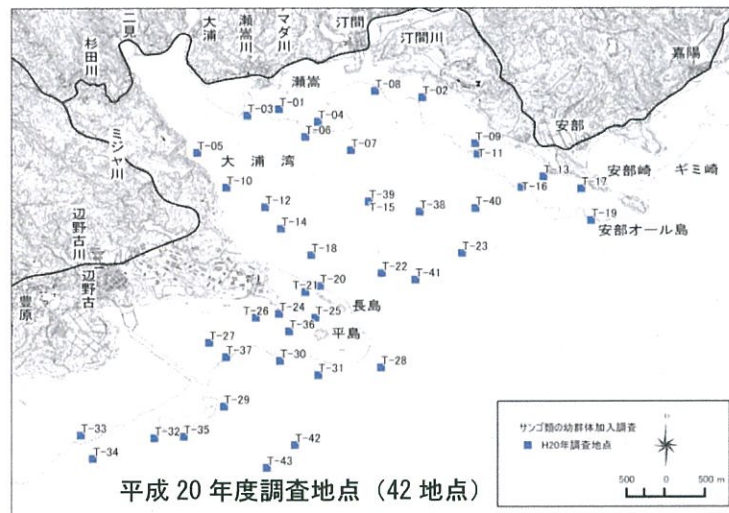 杉田川
二見
大浦
瀬嵩川
マダ川
汀間
汀間川
嘉陽
瀬嵩
T-08
T-02
T-03
T-01
T-04
T-06
T-07
T-09
T-11
安部
T-05
大浦湾
ミジャ川
T-10
T-13
安部崎
ギミ崎
T-16
T-17
T-12
T-39
T-15
T-38
T-40
T-19
安部オール島
T-14
T-18
T-23
辺野古川
辺野古
豊原
T-22
T-41
T-20
T-21
長島
T-24
T-25
T-26
T-36
平島
T-27
T-37
T-30
T-31
T-28
T-29
T-33
T-32
T-35
T-34
T-42
T-43
サンゴ類の幼群体加入調査
H20年調査地点
500 0 500 m
平成20年度調査地点（42地点）